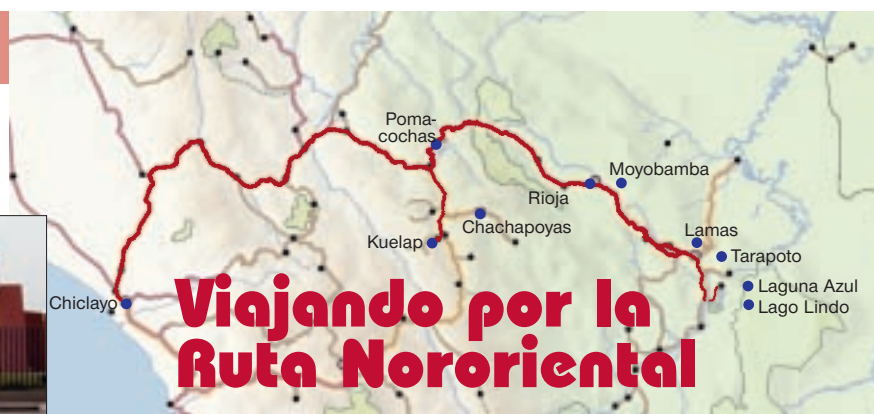 Poma-
cochas
Moyobamba
Rioja
Chachapoyas
Kuelap
Lamas
Tarapoto
Laguna Azul
Lago Lindo
Chiclayo
Viajando por la
Ruta Nororiental